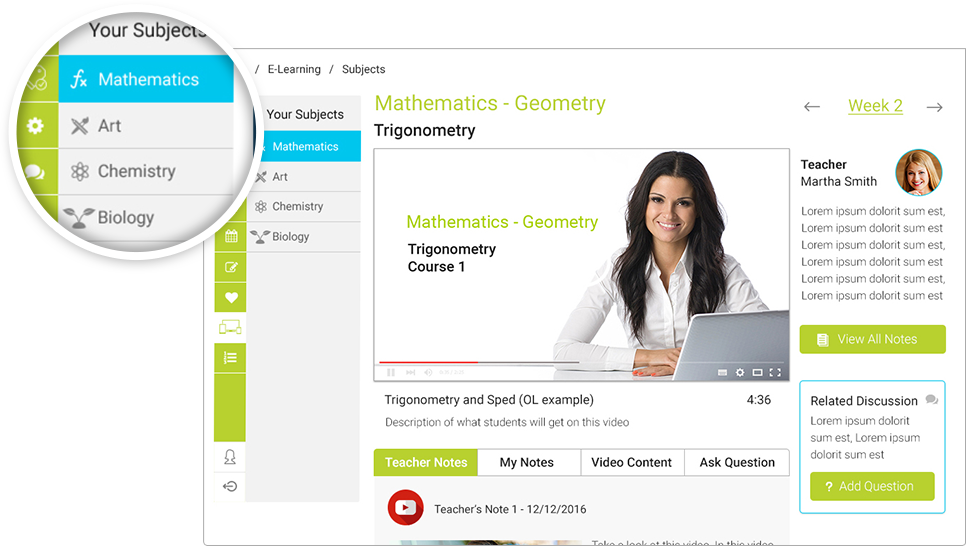 Your Subjects
Mathematics
Art
Chemistry
Biology
/ E-Learning / Subjects
Your Subjects
Mathematics
Art
Chemistry
Biology
Mathematics - Geometry
Trigonometry
Week 2
Mathematics - Geometry
Trigonometry
Course 1
Trigonometry and Sped (OL example)
4:36
Description of what students will get on this video
Teacher Notes
My Notes
Video Content
Ask Question
Teacher's Note 1 - 12/12/2016
Take a look at this video. In this video
Teacher
Martha Smith
Lorem ipsum dolorit sum est,
Lorem ipsum dolorit sum est,
Lorem ipsum dolorit sum est,
Lorem ipsum dolorit sum est,
Lorem ipsum dolorit sum est,
Lorem ipsum dolorit sum est
View All Notes
Related Discussion
Lorem ipsum dolorit
sum est, Lorem ipsum
dolorit sum est
? Add Question